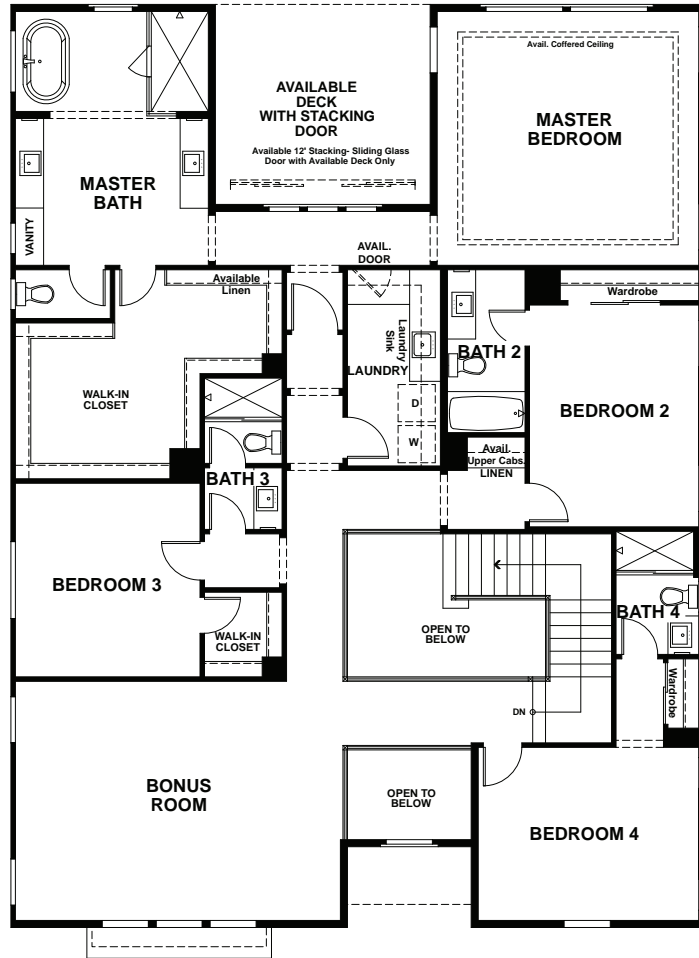 Avail. Coffered Ceiling
AVAILABLE
DECK
WITH STACKING
DOOR
Available 12' Stacking- Sliding Glass
Door with Available Deck Only
MASTER
BEDROOM
MASTER
BATH
VANITY
AVAIL.
DOOR
Available
Linen
Wardrobe
Laundry
Sink
LAUNDRY
BATH 2
WALK-IN
CLOSET
D
W
BEDROOM 2
Avail.
Upper Cabs.
LINEN
BATH 3
BEDROOM 3
WALK-IN
CLOSET
OPEN TO
BELOW
BATH 4
Wardrobe
DN
BONUS
ROOM
OPEN TO
BELOW
BEDROOM 4